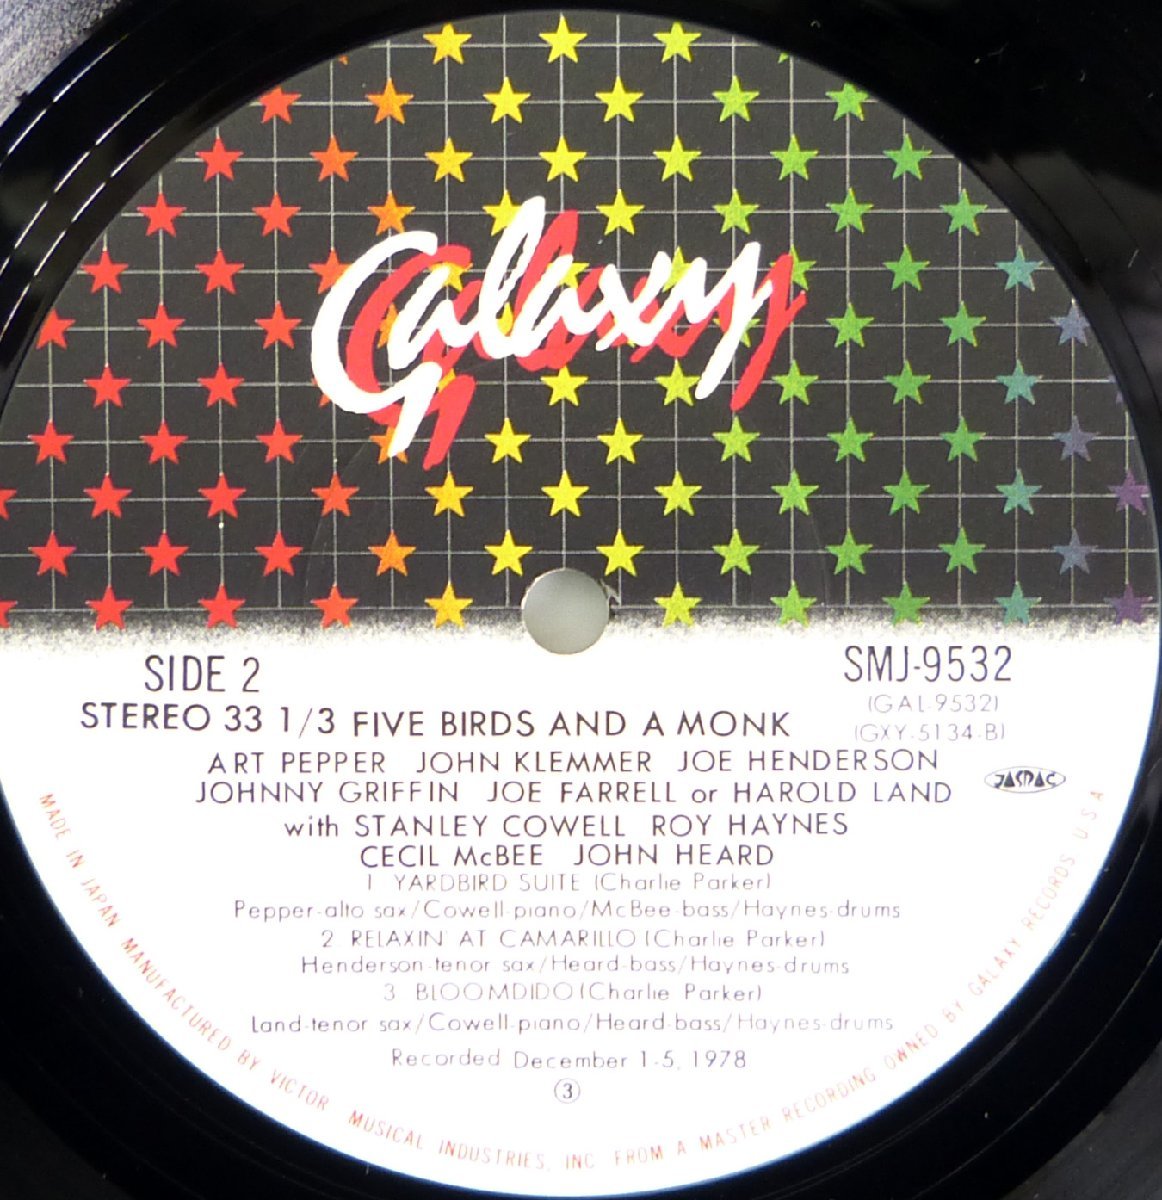 Galaxy
SIDE 2
SMJ-9532
(GAL-9532)
STEREO 33 1/3 FIVE BIRDS AND A MONK
(GXY-5134-B)
ART PEPPER JOHN KLEMMER JOE HENDERSON
JASRAC
JOHNNY GRIFFIN JOE FARRELL or HAROLD LAND
with STANLEY COWELL ROY HAYNES
CECIL McBEE JOHN HEARD
1 YARDBIRD SUITE (Charlie Parker)
Pepper-alto sax/Cowell-piano/McBee-bass/Haynes-drums
2 RELAXIN' AT CAMARILLO (Charlie Parker)
Henderson-tenor sax/Heard-bass/Haynes-drums
3 BLOOMDIDO (Charlie Parker)
Land-tenor sax/Cowell-piano/Heard-bass/Haynes-drums
Recorded December 1-5, 1978
③
MADE IN JAPAN MANUFACTURED BY VICTOR MUSICAL INDUSTRIES, INC. FROM A MASTER RECORDING OWNED BY GALAXY RECORDS U.S.A